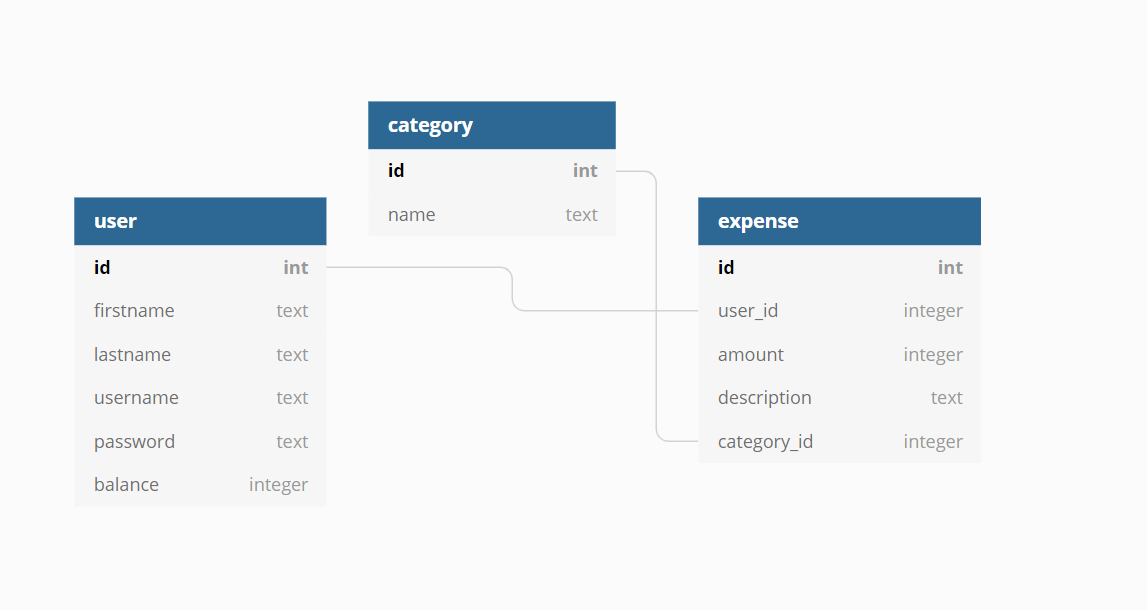 category
id int
name text
user
id int
firstname text
lastname text
username text
password text
balance integer
expense
id int
user_id integer
amount integer
description text
category_id integer